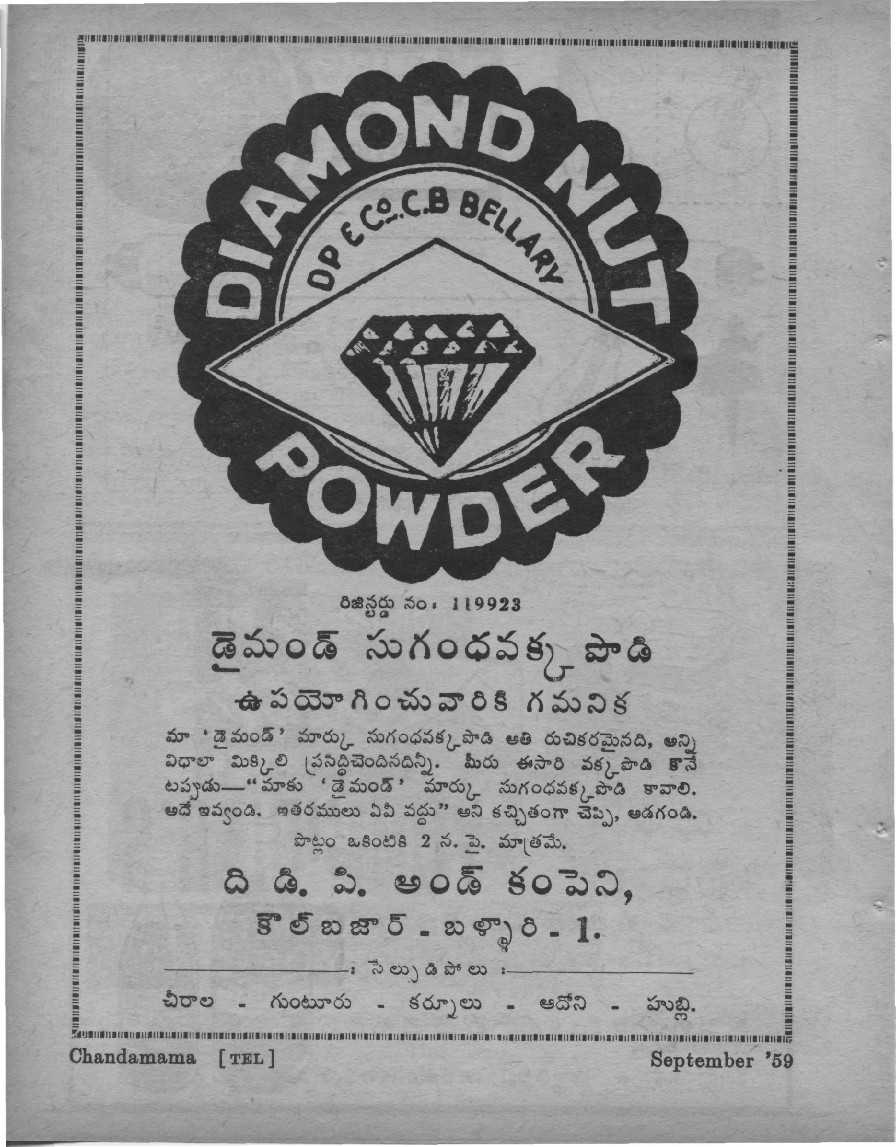 DIAMOND NUT
DP & Co. C.B BELLARY
POWDER
రిజిస్టర్డు నం: 119923
డైమండ్ సుగంధవక్కపొడి
ఉపయోగించువారికి గమనిక
మా 'డైమండ్' మార్కు సుగంధవక్కపొడి అతి రుచికరమైనది, అన్ని
విధాలా మిక్కిలి ప్రసిద్ధిచెందినదిన్నీ. మీరు ఈసారి వక్కపొడి కొనే
టప్పుడు—"మాకు 'డైమండ్' మార్కు సుగంధవక్కపొడి కావాలి.
అదే ఇవ్వండి. ఇతరములు ఏవీ వద్దు" అని కచ్చితంగా చెప్పి, అడగండి.
పొట్లం ఒకింటికి 2 న. పై. మాత్రమే.
ది డి. పి. అండ్ కంపెని,
కౌల్‌బజార్ - బళ్ళారి - 1.
: సేల్సుడిపోలు :
చీరాల - గుంటూరు - కర్నూలు - ఆదోని - హుబ్లి.
Chandamama [TEL]
September '59